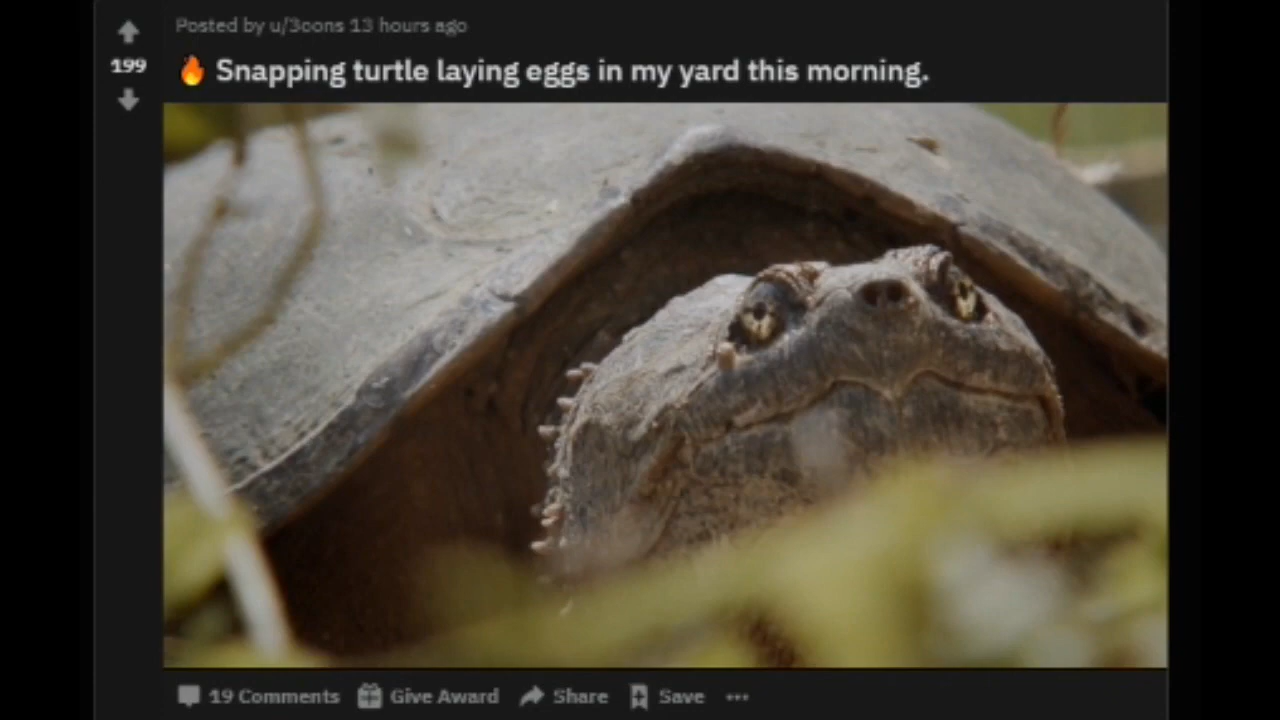 Posted by u/3oons 13 hours ago
199
🔥 Snapping turtle laying eggs in my yard this morning.
19 Comments Give Award Share Save ...